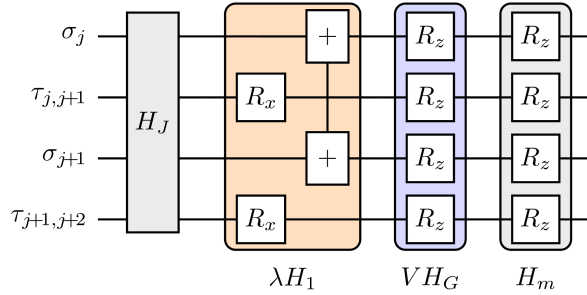 σ_j + R_z R_z
τ_{j,j+1} R_x R_z R_z
H_J
σ_{j+1} + R_z R_z
τ_{j+1,j+2} R_x R_z R_z
λH_1 VH_G H_m